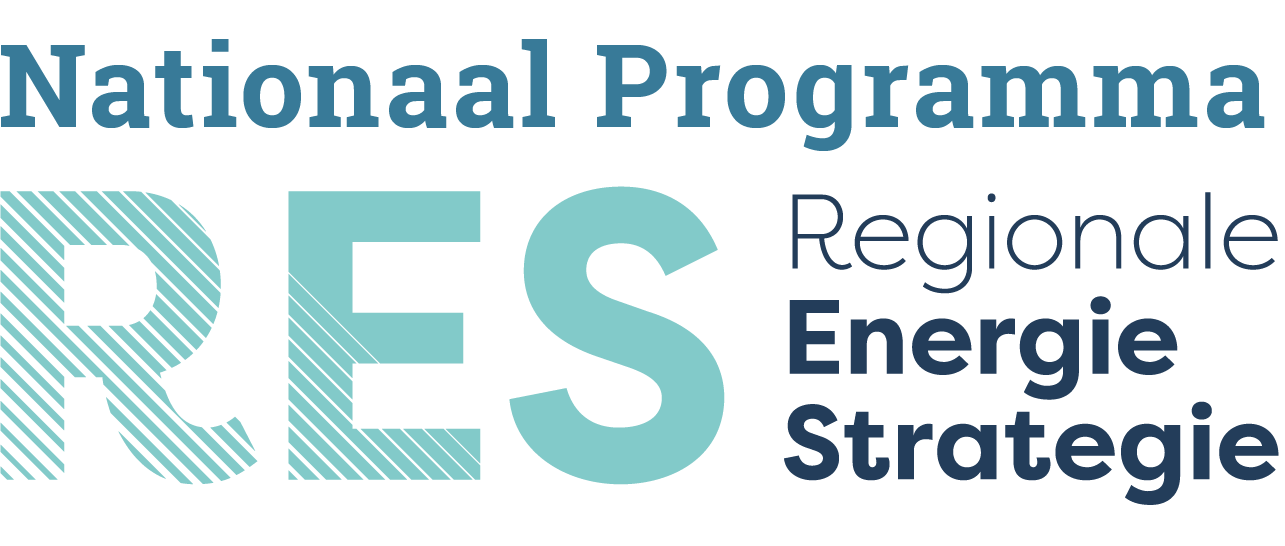 Nationaal Programma
RES
Regionale
Energie
Strategie